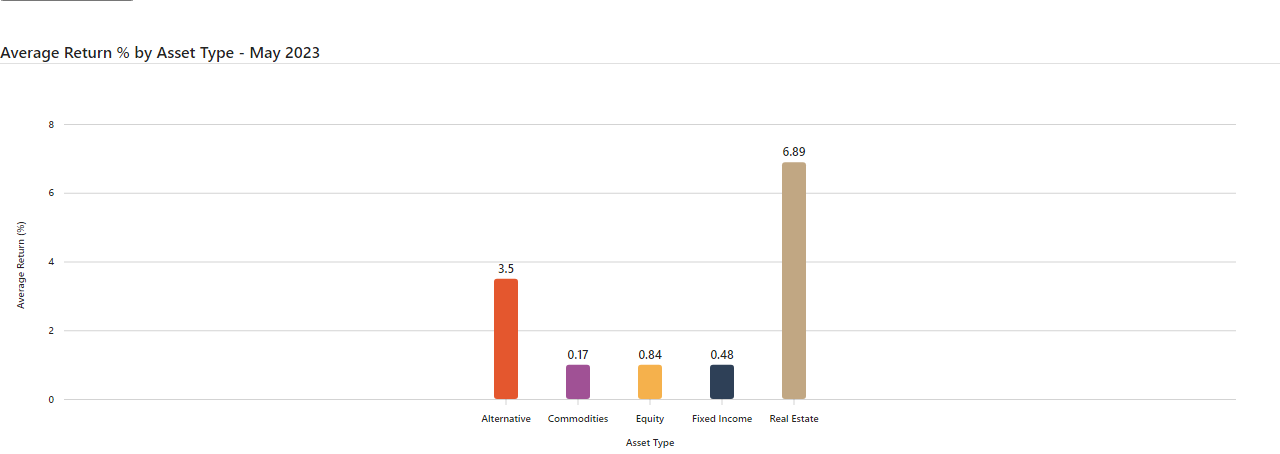 Average Return % by Asset Type - May 2023
8
6
4
2
0
Average Return (%)
6.89
3.5
0.17
0.84
0.48
Alternative
Commodities
Equity
Fixed Income
Real Estate
Asset Type